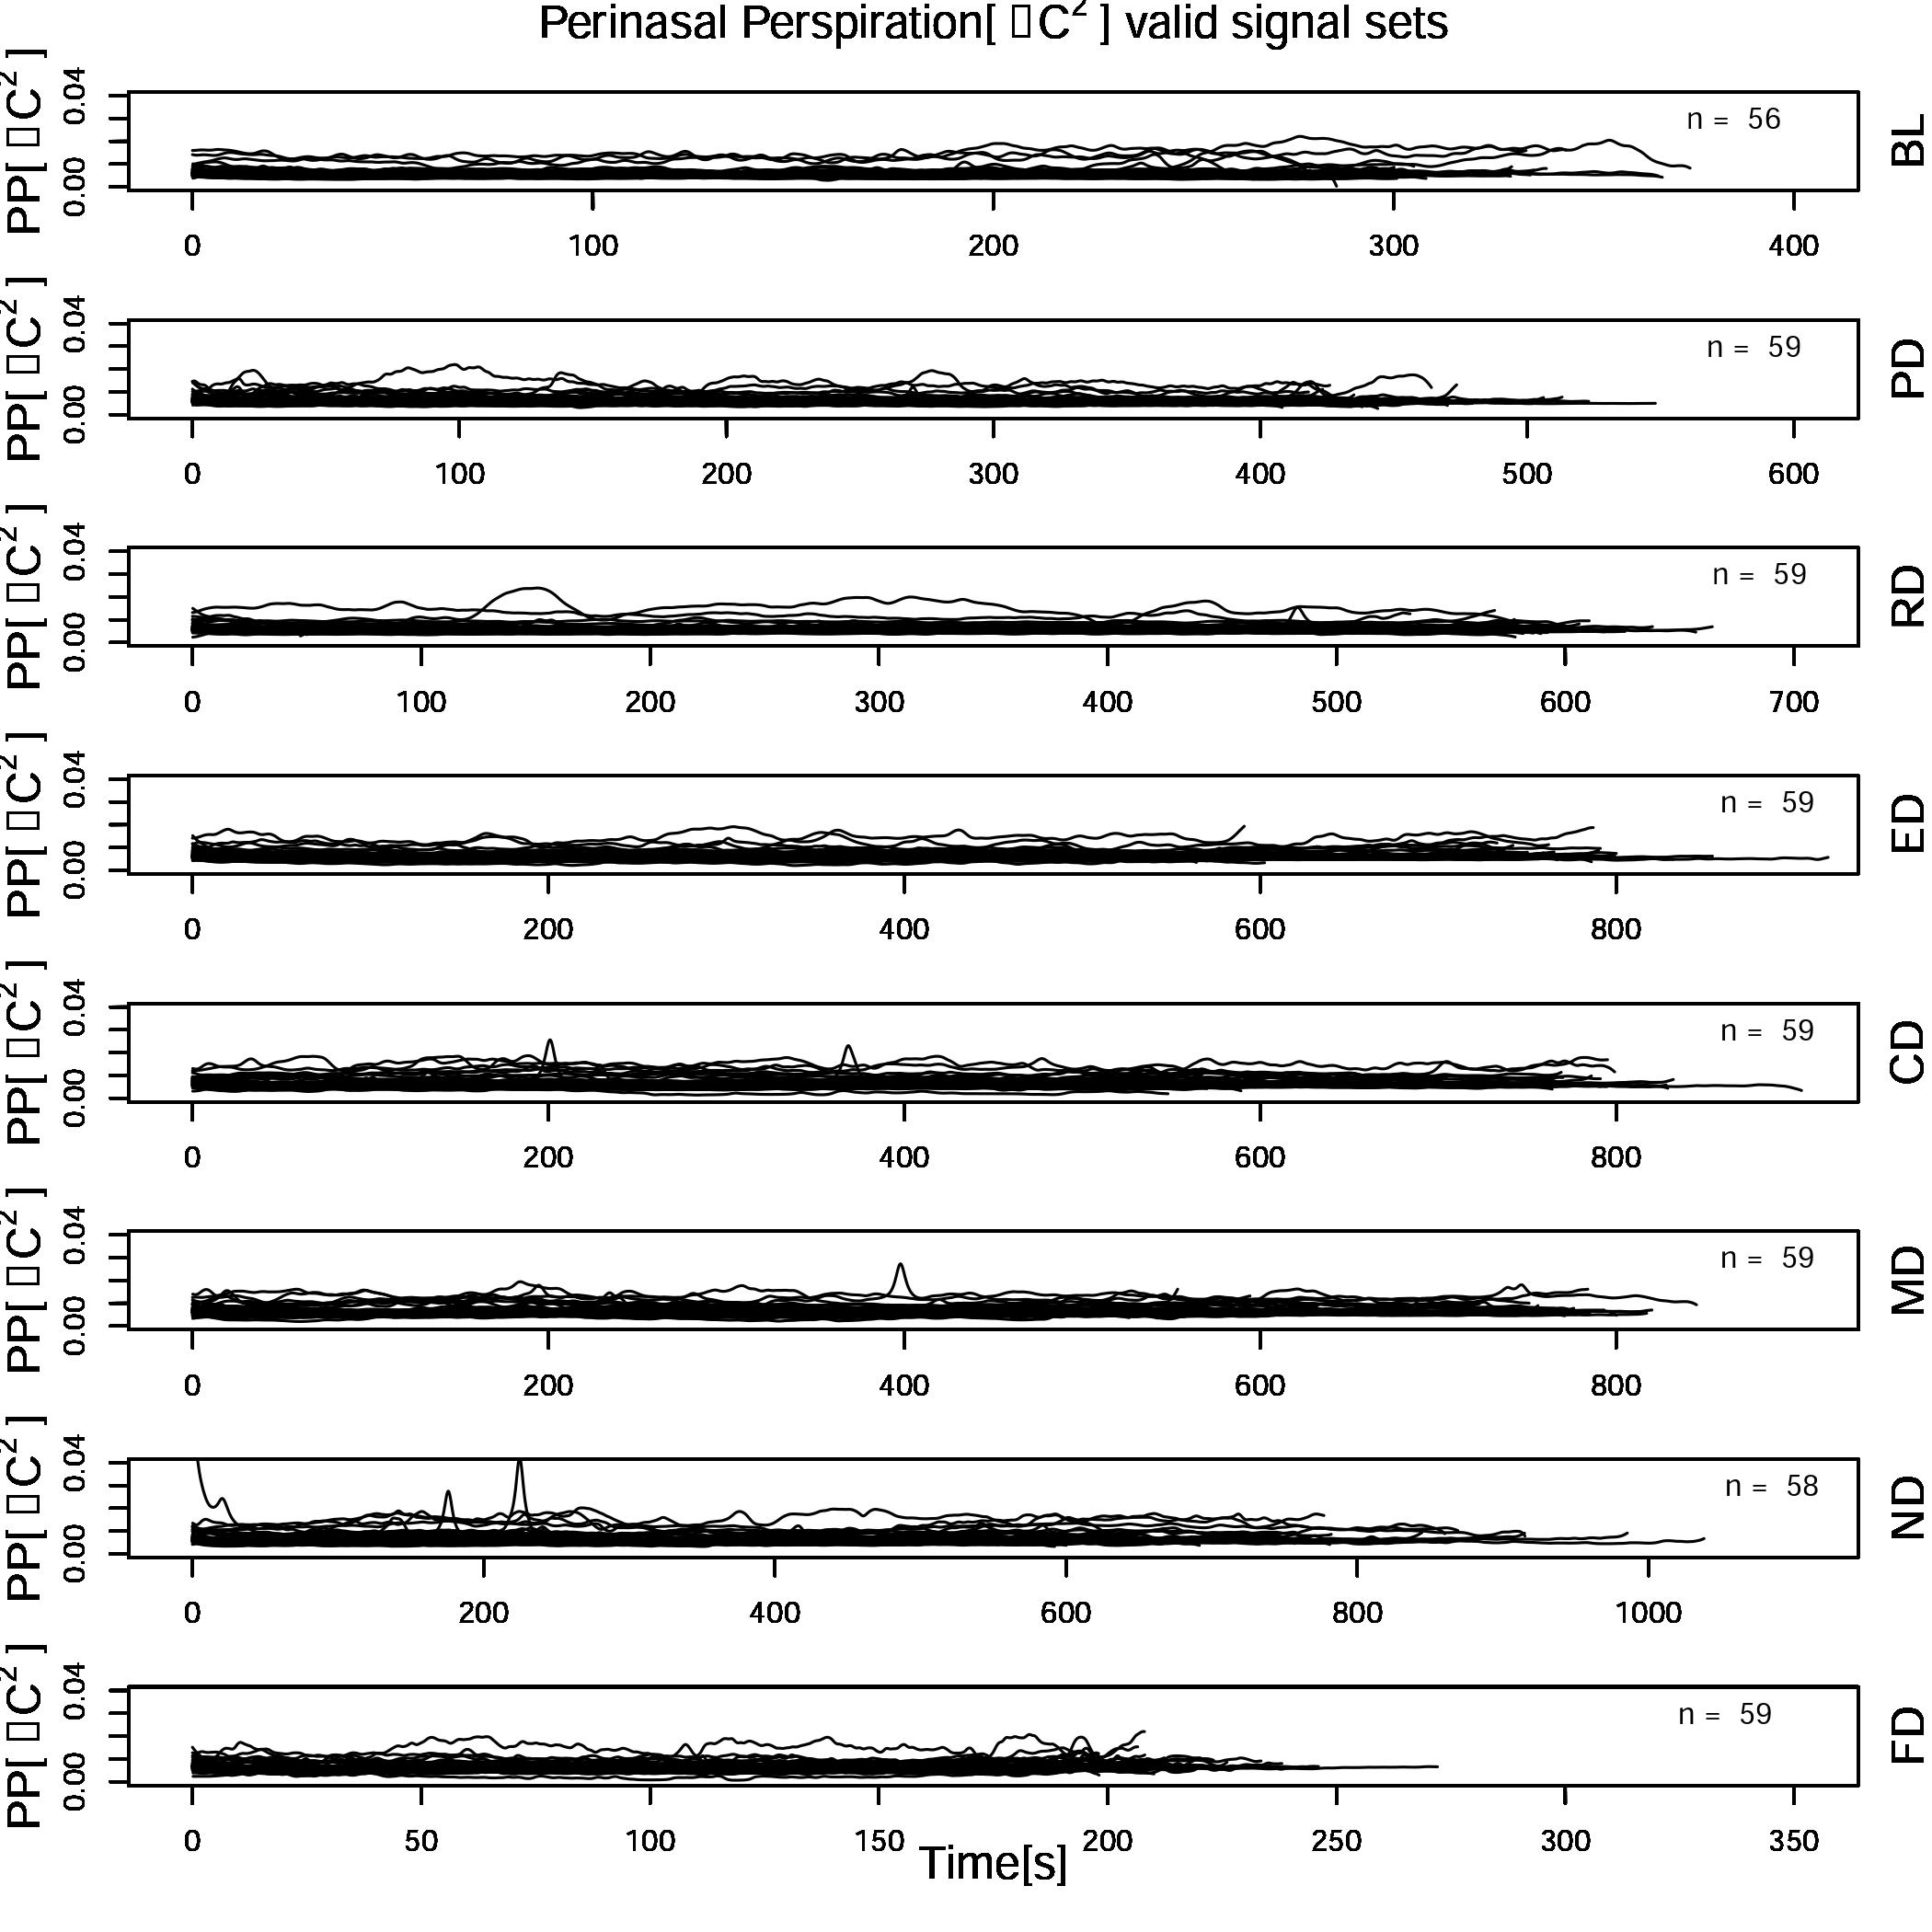 Perinasal Perspiration[ □C² ] valid signal sets
PP[□C²]
0.00 0.04
n = 56
BL
0 100 200 300 400
PP[□C²]
0.00 0.04
n = 59
PD
0 100 200 300 400 500 600
PP[□C²]
0.00 0.04
n = 59
RD
0 100 200 300 400 500 600 700
PP[□C²]
0.00 0.04
n = 59
ED
0 200 400 600 800
PP[□C²]
0.00 0.04
n = 59
CD
0 200 400 600 800
PP[□C²]
0.00 0.04
n = 59
MD
0 200 400 600 800
PP[□C²]
0.00 0.04
n = 58
ND
0 200 400 600 800 1000
PP[□C²]
0.00 0.04
n = 59
FD
0 50 100 150 200 250 300 350
Time[s]